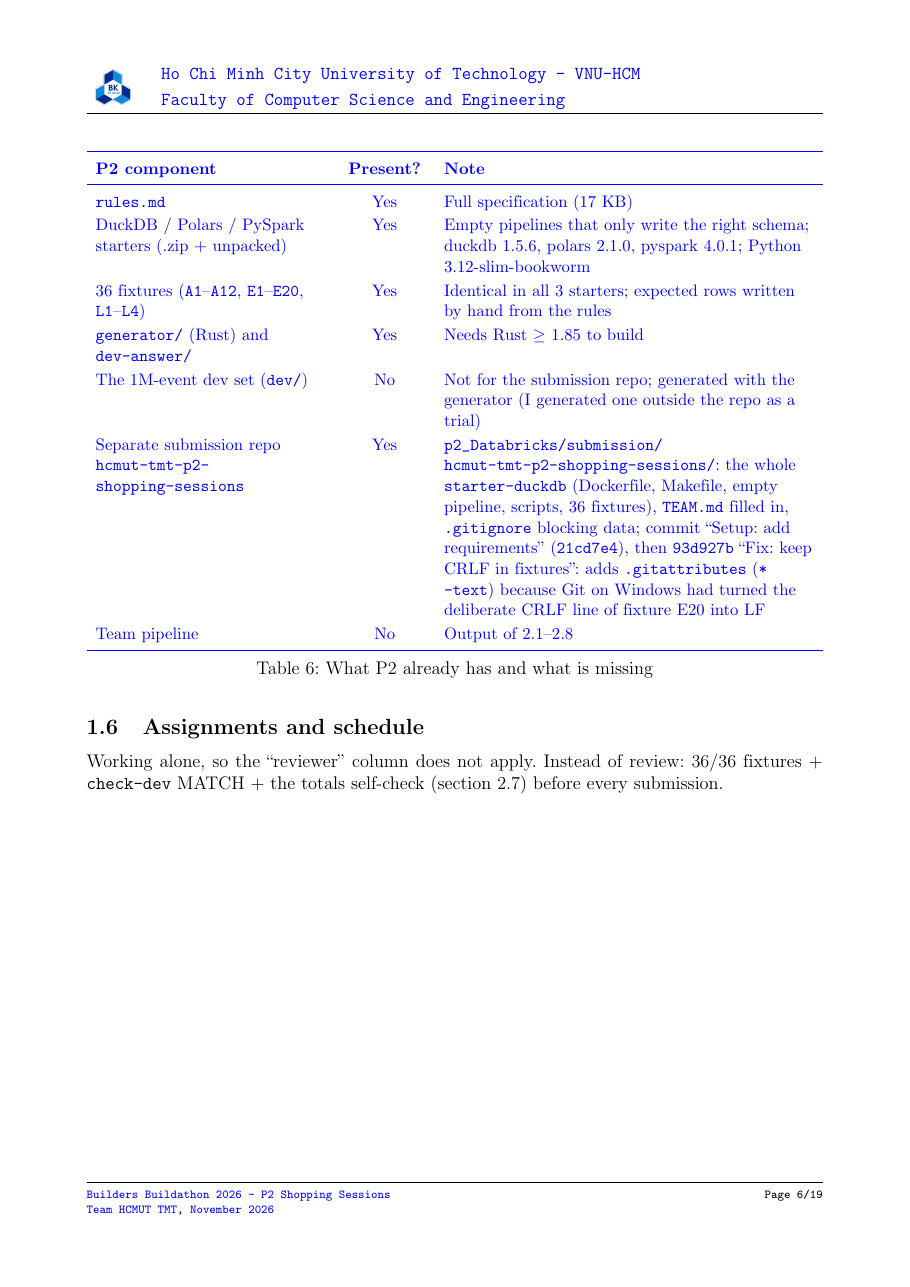 BK
Ho Chi Minh City University of Technology - VNU-HCM
Faculty of Computer Science and Engineering
P2 component Present? Note
rules.md Yes Full specification (17 KB)
DuckDB / Polars / PySpark Yes Empty pipelines that only write the right schema;
starters (.zip + unpacked) duckdb 1.5.6, polars 2.1.0, pyspark 4.0.1; Python
3.12-slim-bookworm
36 fixtures (A1–A12, E1–E20, Yes Identical in all 3 starters; expected rows written
L1–L4) by hand from the rules
generator/ (Rust) and Yes Needs Rust ≥ 1.85 to build
dev-answer/
The 1M-event dev set (dev/) No Not for the submission repo; generated with the
generator (I generated one outside the repo as a
trial)
Separate submission repo Yes p2_Databricks/submission/
hcmut-tmt-p2- hcmut-tmt-p2-shopping-sessions/: the whole
shopping-sessions starter-duckdb (Dockerfile, Makefile, empty
pipeline, scripts, 36 fixtures), TEAM.md filled in,
.gitignore blocking data; commit “Setup: add
requirements” (21cd7e4), then 93d927b “Fix: keep
CRLF in fixtures”: adds .gitattributes (*
-text) because Git on Windows had turned the
deliberate CRLF line of fixture E20 into LF
Team pipeline No Output of 2.1–2.8
Table 6: What P2 already has and what is missing
1.6 Assignments and schedule
Working alone, so the “reviewer” column does not apply. Instead of review: 36/36 fixtures +
check-dev MATCH + the totals self-check (section 2.7) before every submission.
Builders Buildathon 2026 - P2 Shopping Sessions Page 6/19
Team HCMUT TMT, November 2026